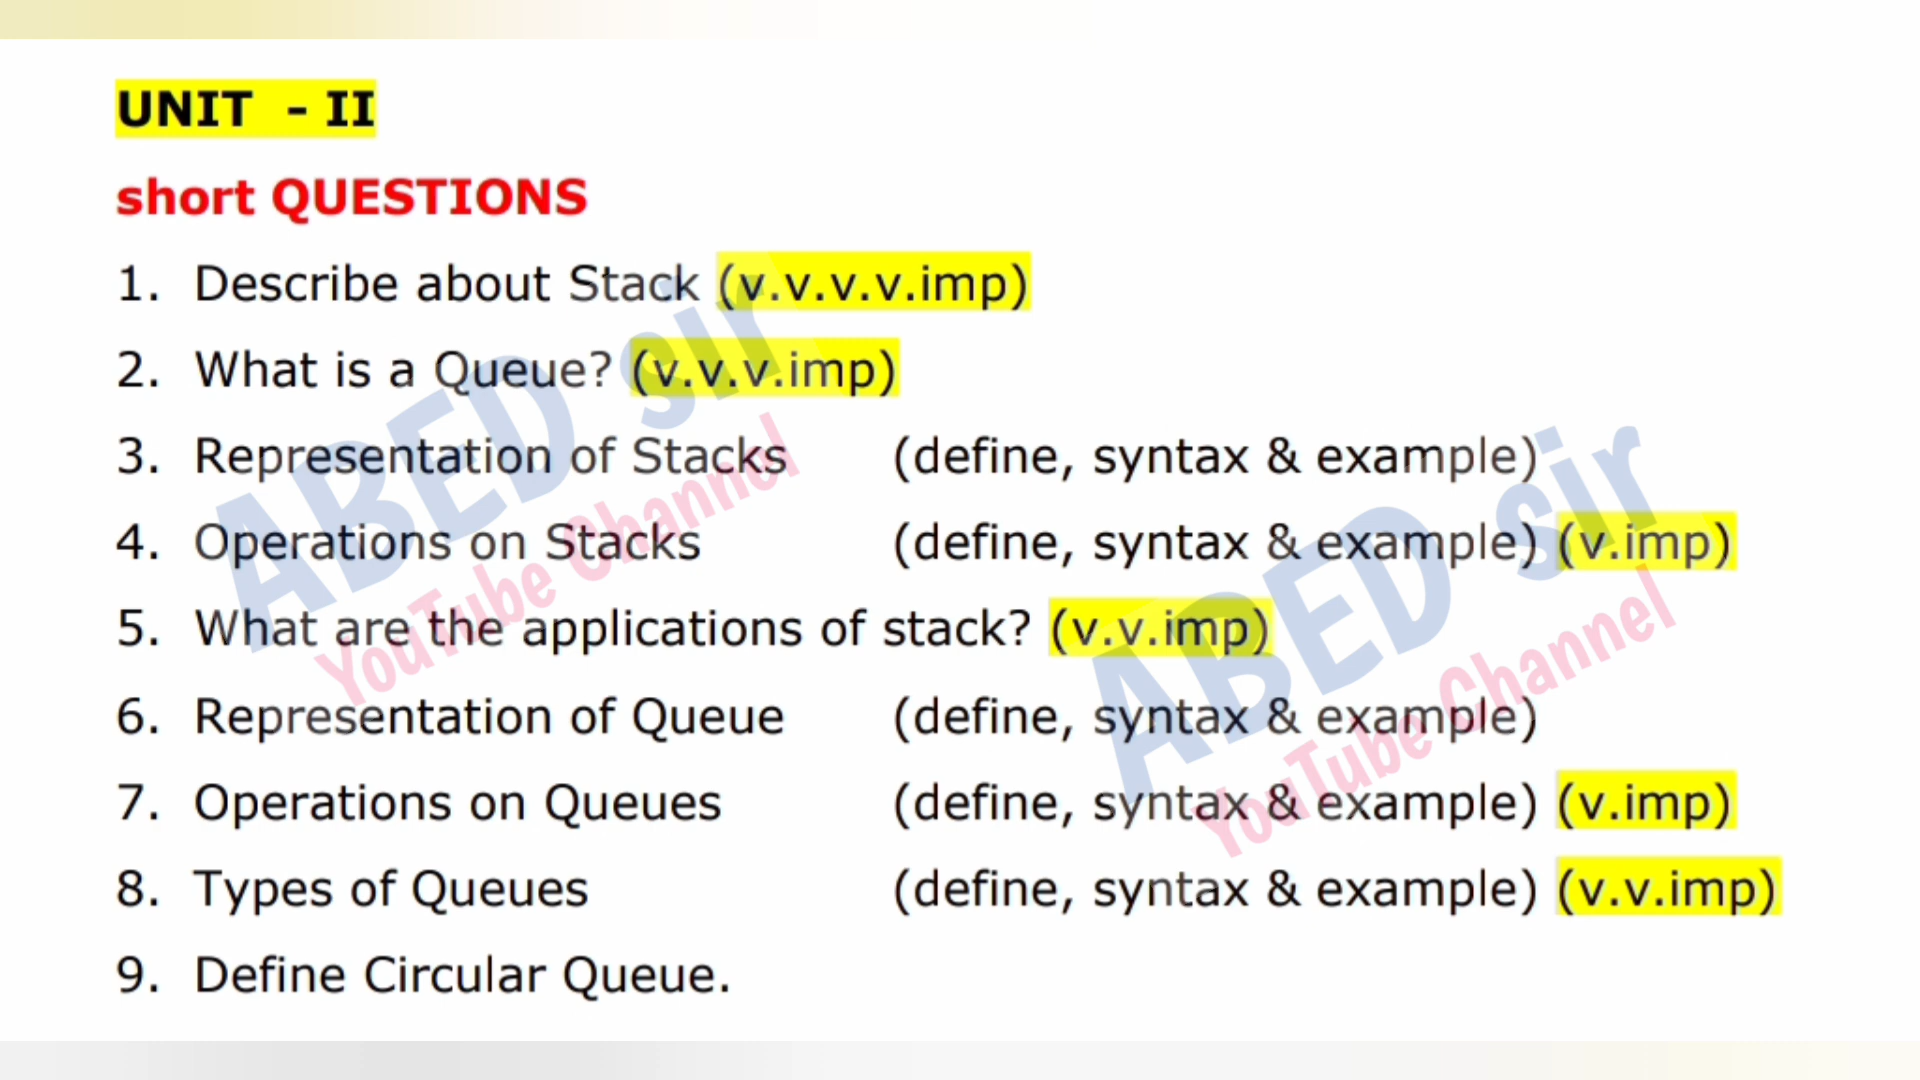 UNIT - II
short QUESTIONS
1. Describe about Stack (v.v.v.v.imp)
2. What is a Queue? (v.v.v.imp)
3. Representation of Stacks (define, syntax & example)
4. Operations on Stacks (define, syntax & example) (v.imp)
5. What are the applications of stack? (v.v.imp)
6. Representation of Queue (define, syntax & example)
7. Operations on Queues (define, syntax & example) (v.imp)
8. Types of Queues (define, syntax & example) (v.v.imp)
9. Define Circular Queue.
ABED sir
YouTube Channel
ABED sir
YouTube Channel